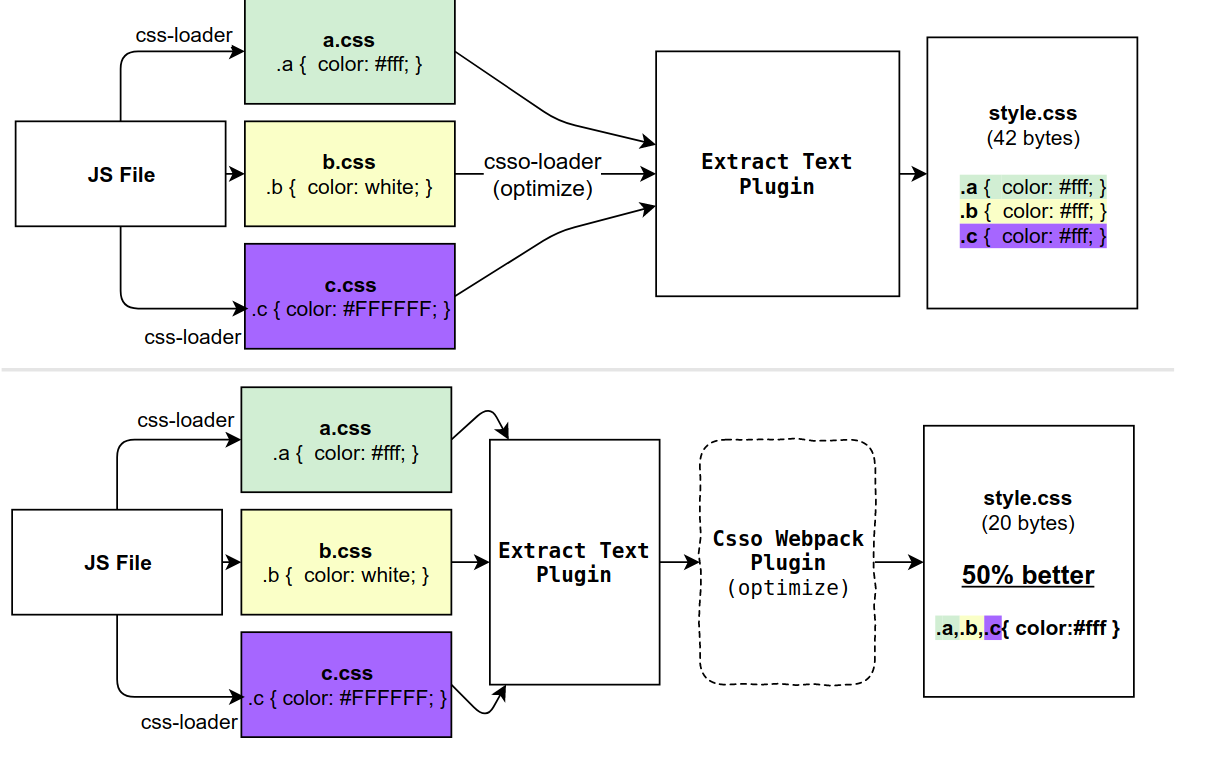 css-loader
a.css
.a {  color: #fff; }
JS File
b.css
.b {  color: white; }
csso-loader
(optimize)
c.css
.c { color: #FFFFFF; }
css-loader
Extract Text
Plugin
style.css
(42 bytes)
.a {  color: #fff; }
.b {  color: #fff; }
.c {  color: #fff; }
css-loader
a.css
.a {  color: #fff; }
JS File
b.css
.b {  color: white; }
c.css
.c { color: #FFFFFF; }
css-loader
Extract Text
Plugin
Csso Webpack
Plugin
(optimize)
style.css
(20 bytes)
50% better
.a,.b,.c{ color:#fff }